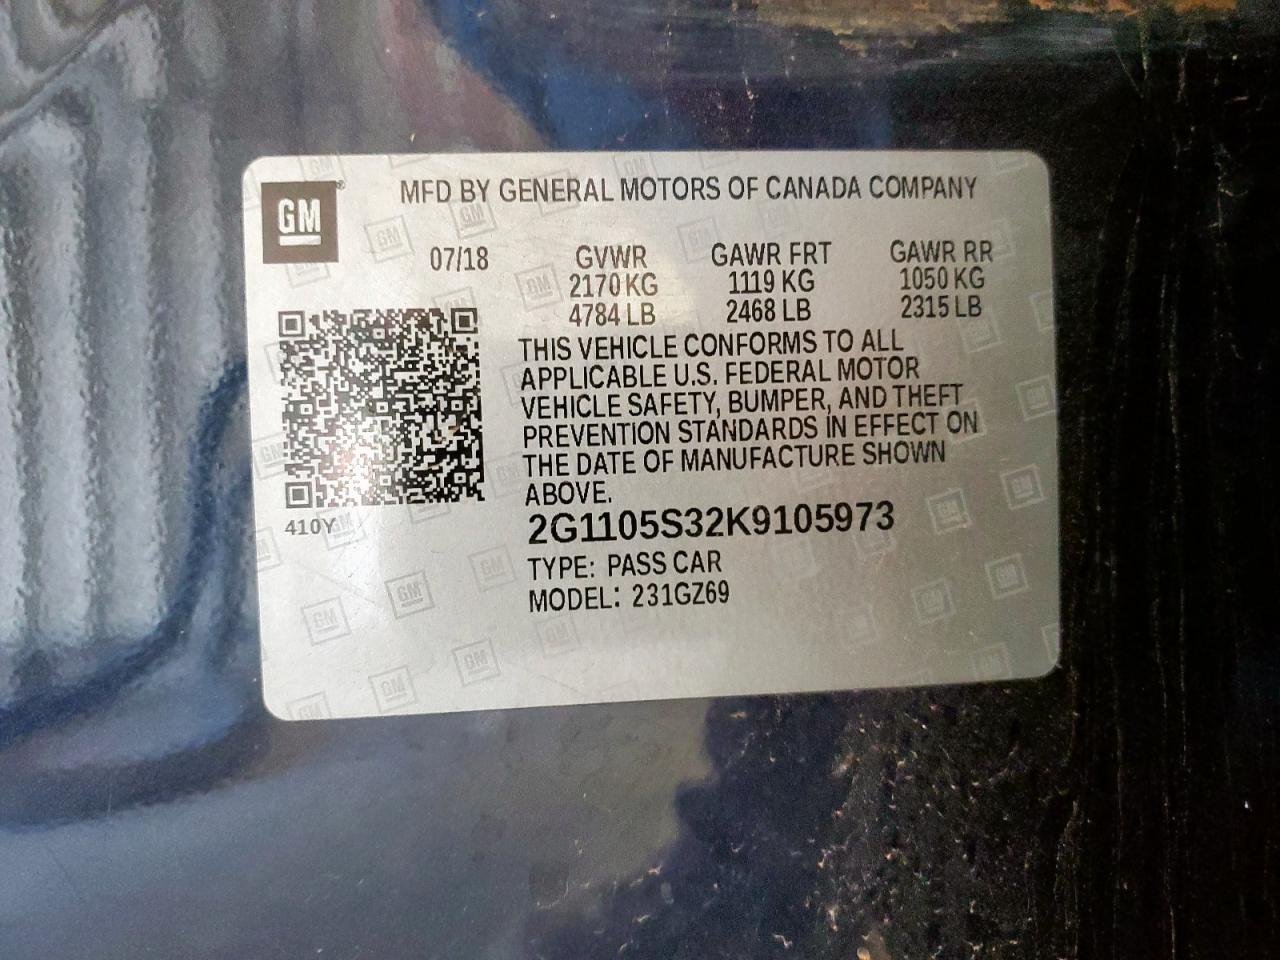 GM
MFD BY GENERAL MOTORS OF CANADA COMPANY
07/18 GVWR GAWR FRT GAWR RR
2170 KG 1119 KG 1050 KG
4784 LB 2468 LB 2315 LB
THIS VEHICLE CONFORMS TO ALL
APPLICABLE U.S. FEDERAL MOTOR
VEHICLE SAFETY, BUMPER, AND THEFT
PREVENTION STANDARDS IN EFFECT ON
THE DATE OF MANUFACTURE SHOWN
ABOVE.
410Y
2G1105S32K9105973
TYPE: PASS CAR
MODEL: 231GZ69